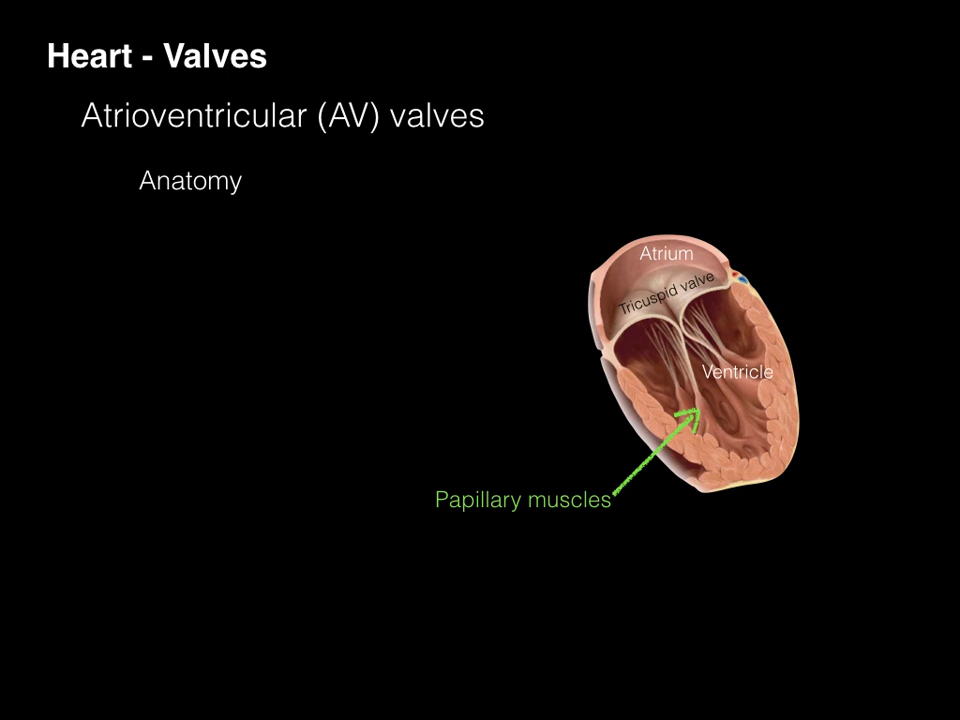 Heart - Valves
Atrioventricular (AV) valves
Anatomy
Atrium
Tricuspid valve
Ventricle
Papillary muscles